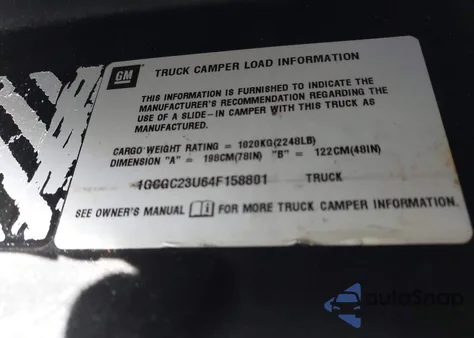 GM
TRUCK CAMPER LOAD INFORMATION
THIS INFORMATION IS FURNISHED TO INDICATE THE
MANUFACTURER'S RECOMMENDATION REGARDING THE
USE OF A SLIDE-IN CAMPER WITH THIS TRUCK AS
MANUFACTURED.
CARGO WEIGHT RATING = 1020KG(2248LB)
DIMENSION "A" = 198CM(78IN) "B" = 122CM(48IN)
1GCGC23U64F158801 TRUCK
SEE OWNER'S MANUAL FOR MORE TRUCK CAMPER INFORMATION.
autoSnap